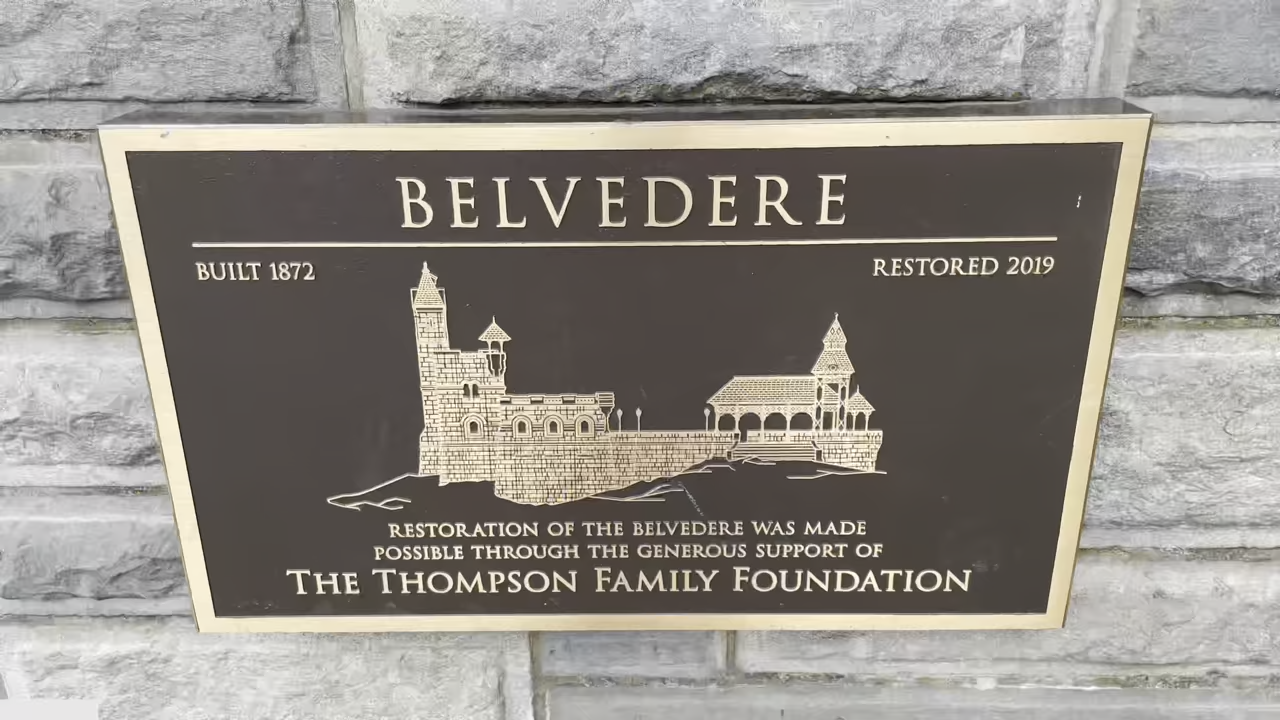 BELVEDERE
BUILT 1872
RESTORED 2019
RESTORATION OF THE BELVEDERE WAS MADE
POSSIBLE THROUGH THE GENEROUS SUPPORT OF
THE THOMPSON FAMILY FOUNDATION